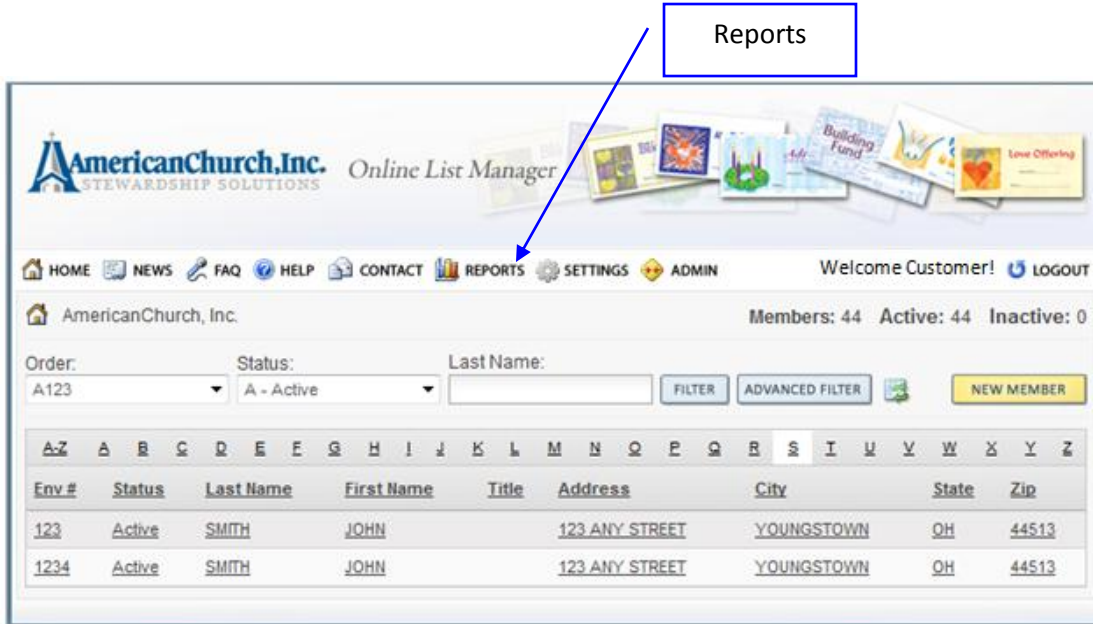 Reports
AmericanChurch,Inc.
STEWARDSHIP SOLUTIONS
Online List Manager
Building Fund
Love Offering
HOME NEWS FAQ HELP CONTACT REPORTS SETTINGS ADMIN Welcome Customer! LOGOUT
AmericanChurch, Inc. Members: 44 Active: 44 Inactive: 0
Order: Status: Last Name:
A123 A - Active FILTER ADVANCED FILTER NEW MEMBER
A-Z A B C D E F G H I J K L M N O P Q R S T U V W X Y Z
Env # Status Last Name First Name Title Address City State Zip
123 Active SMITH JOHN 123 ANY STREET YOUNGSTOWN OH 44513
1234 Active SMITH JOHN 123 ANY STREET YOUNGSTOWN OH 44513